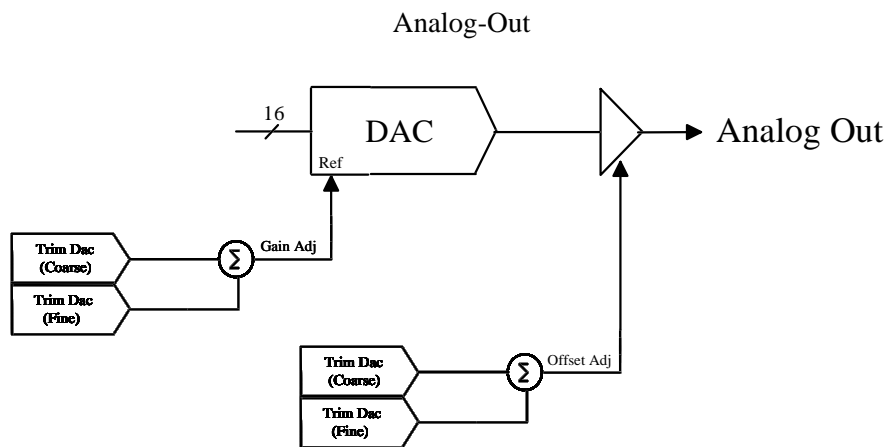 Analog-Out
16
DAC
Analog Out
Ref
Gain Adj
Trim Dac
(Coarse)
Σ
Trim Dac
(Fine)
Offset Adj
Trim Dac
(Coarse)
Σ
Trim Dac
(Fine)